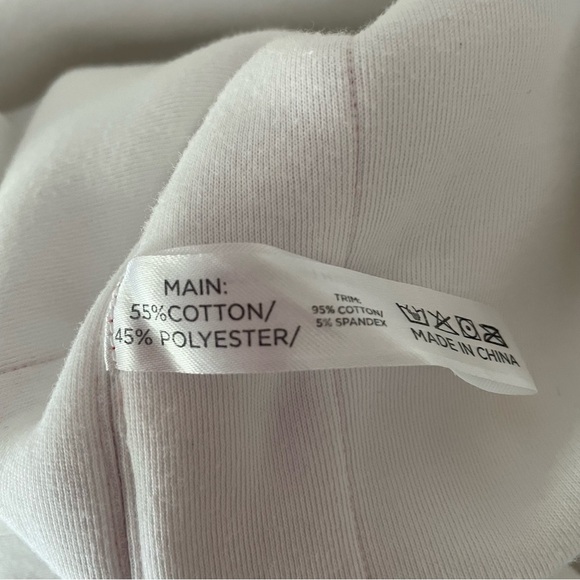 MAIN:
55%COTTON/
45% POLYESTER/
TRIM:
95% COTTON/
5% SPANDEX
MADE IN CHINA